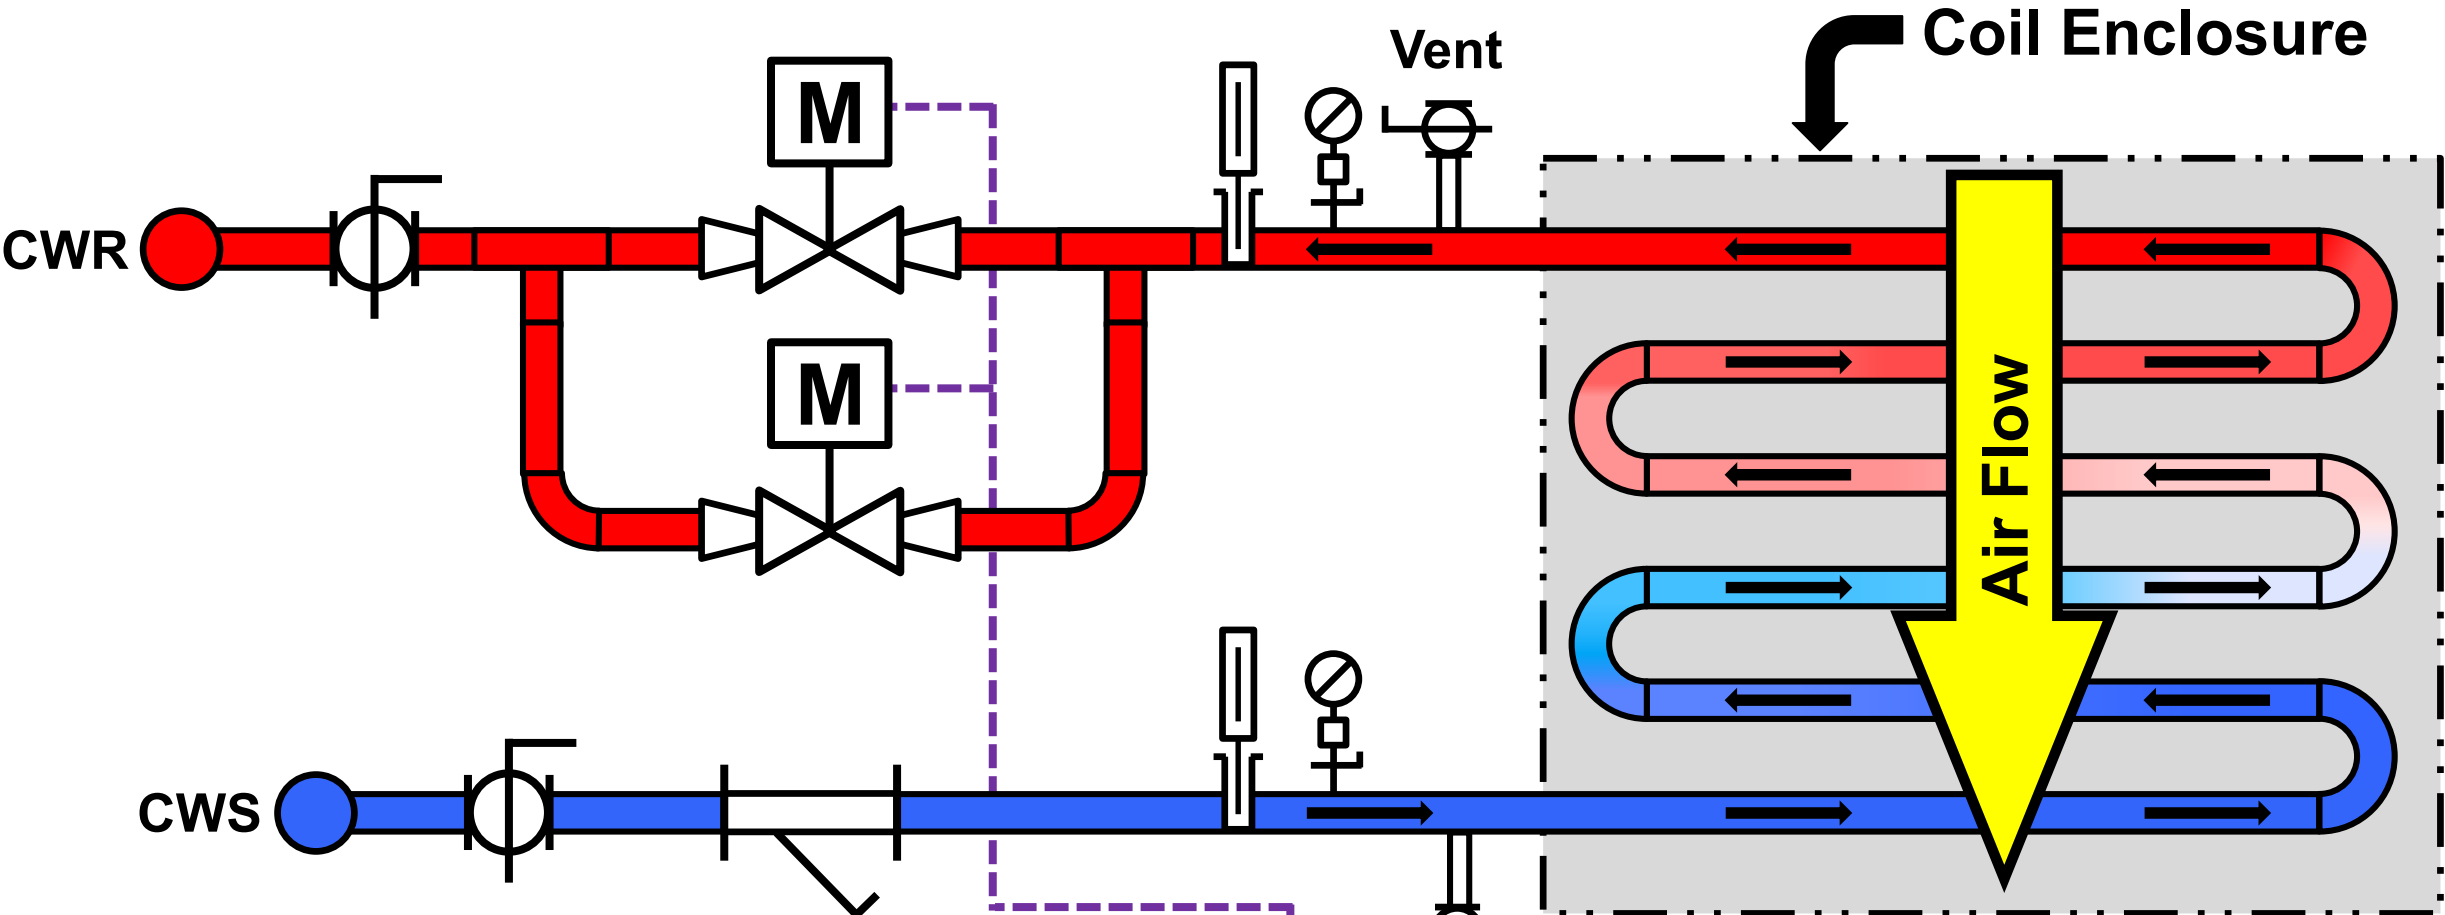 Coil Enclosure
Vent
M
CWR
M
Air Flow
CWS